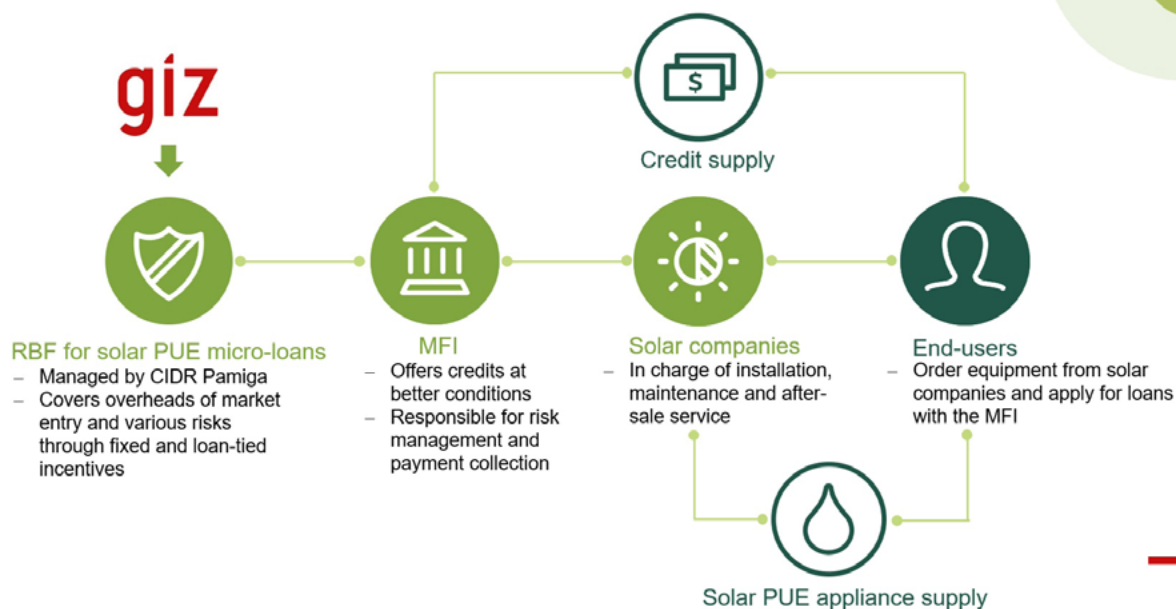 giz
$
Credit supply
RBF for solar PUE micro-loans
– Managed by CIDR Pamiga
– Covers overheads of market
entry and various risks
through fixed and loan-tied
incentives
MFI
– Offers credits at
better conditions
– Responsible for risk
management and
payment collection
Solar companies
– In charge of installation,
maintenance and after-
sale service
End-users
– Order equipment from solar
companies and apply for loans
with the MFI
Solar PUE appliance supply